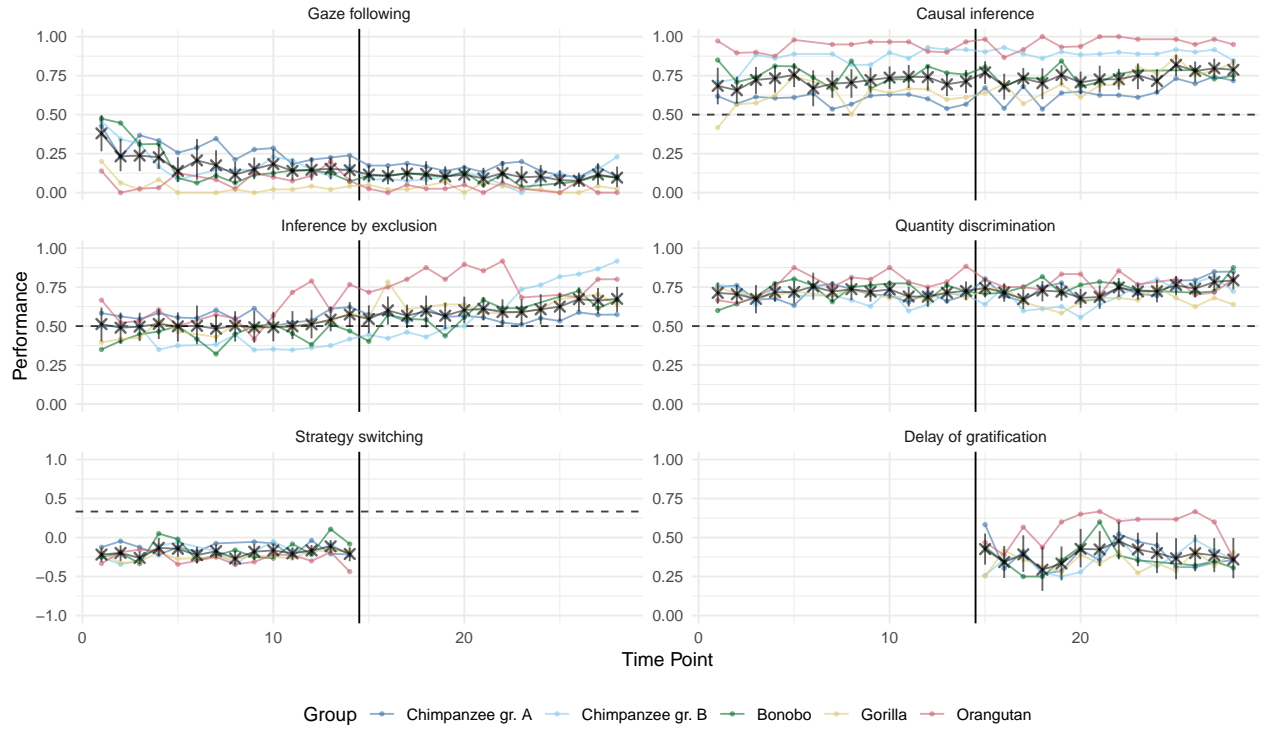 Gaze following
Causal inference
1.00
0.75
0.50
0.25
0.00
1.00
0.75
0.50
0.25
0.00
Inference by exclusion
Quantity discrimination
1.00
0.75
0.50
0.25
0.00
1.00
0.75
0.50
0.25
0.00
Performance
Strategy switching
Delay of gratification
1.0
0.5
0.0
−0.5
−1.0
1.00
0.75
0.50
0.25
0.00
0 10 20
0 10 20
Time Point
Group Chimpanzee gr. A Chimpanzee gr. B Bonobo Gorilla Orangutan